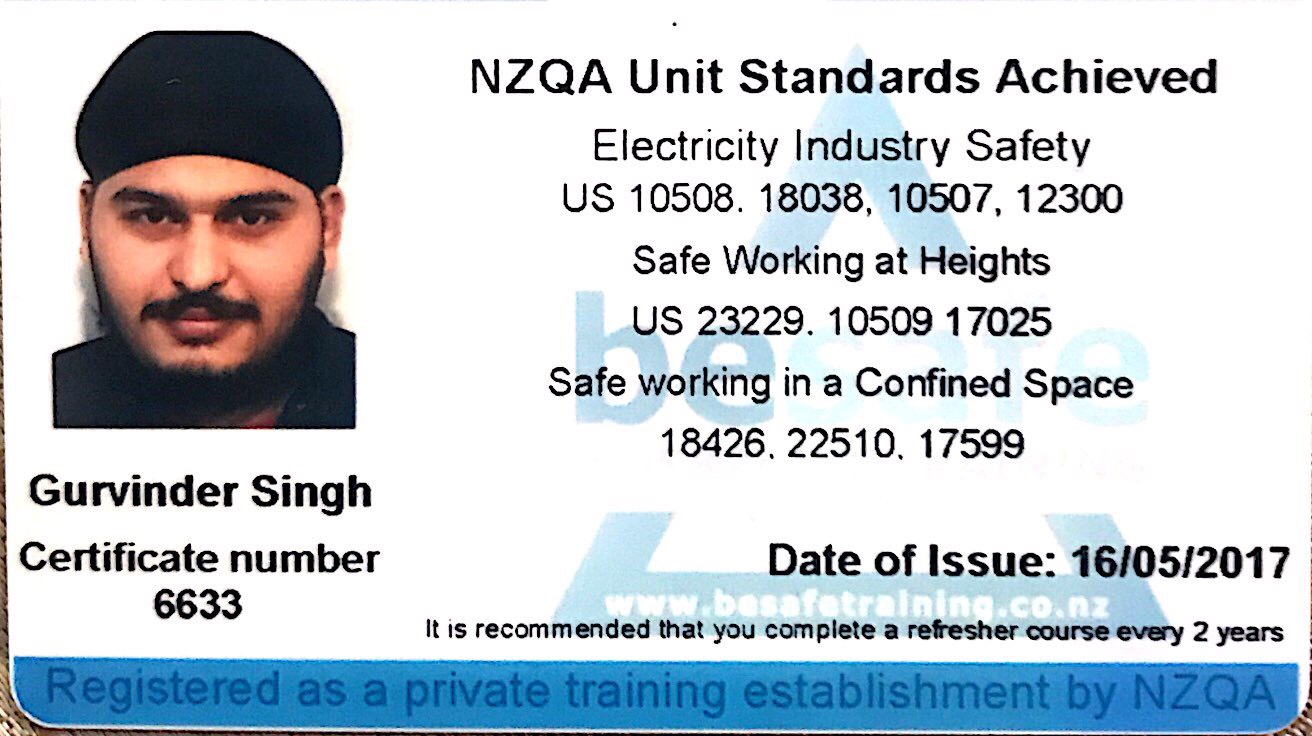 NZQA Unit Standards Achieved
Electricity Industry Safety
US 10508. 18038, 10507, 12300
Safe Working at Heights
US 23229. 10509 17025
besafe
Safe working in a Confined Space
18426. 22510. 17599
Gurvinder Singh
Certificate number
6633
Date of Issue: 16/05/2017
www.besafetraining.co.nz
It is recommended that you complete a refresher course every 2 years
Registered as a private training establishment by NZQA